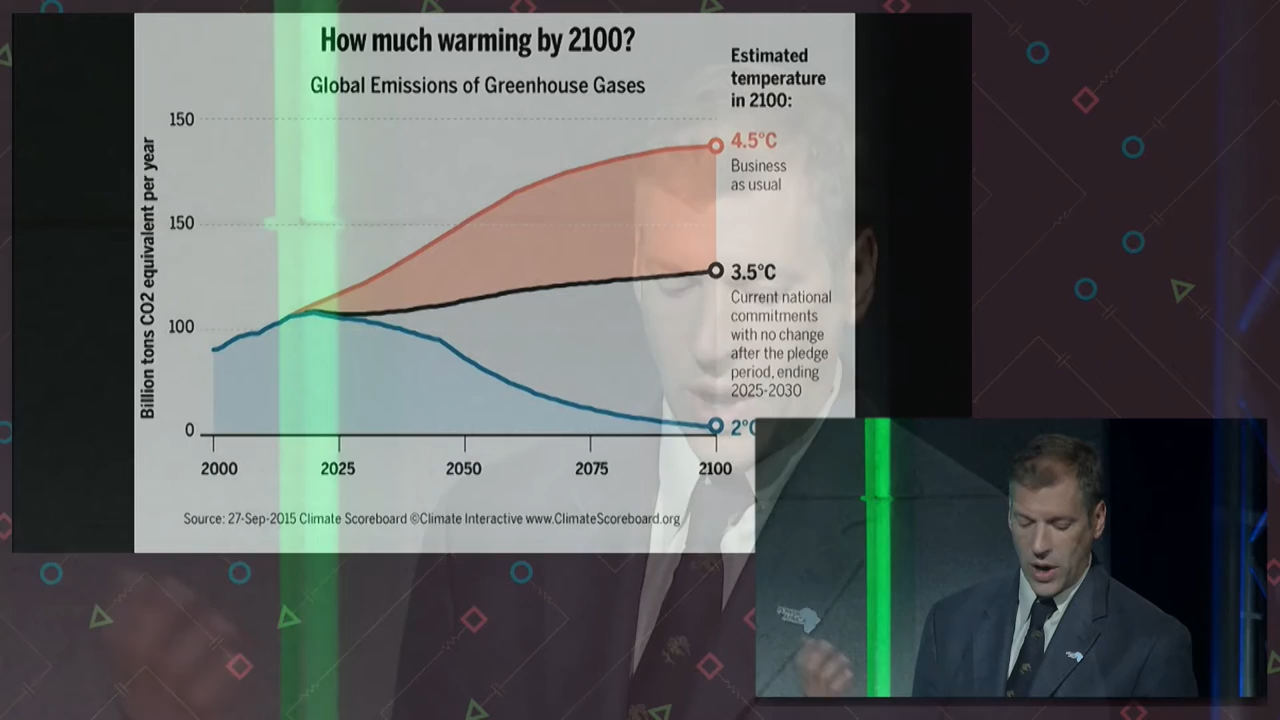 How much warming by 2100?
Global Emissions of Greenhouse Gases
Estimated
temperature
in 2100:
Billion tons CO2 equivalent per year
150
150
100
0
4.5°C
Business
as usual
3.5°C
Current national
commitments
with no change
after the pledge
period, ending
2025-2030
2°C
2000
2025
2050
2075
2100
Source: 27-Sep-2015 Climate Scoreboard ©Climate Interactive www.ClimateScoreboard.org